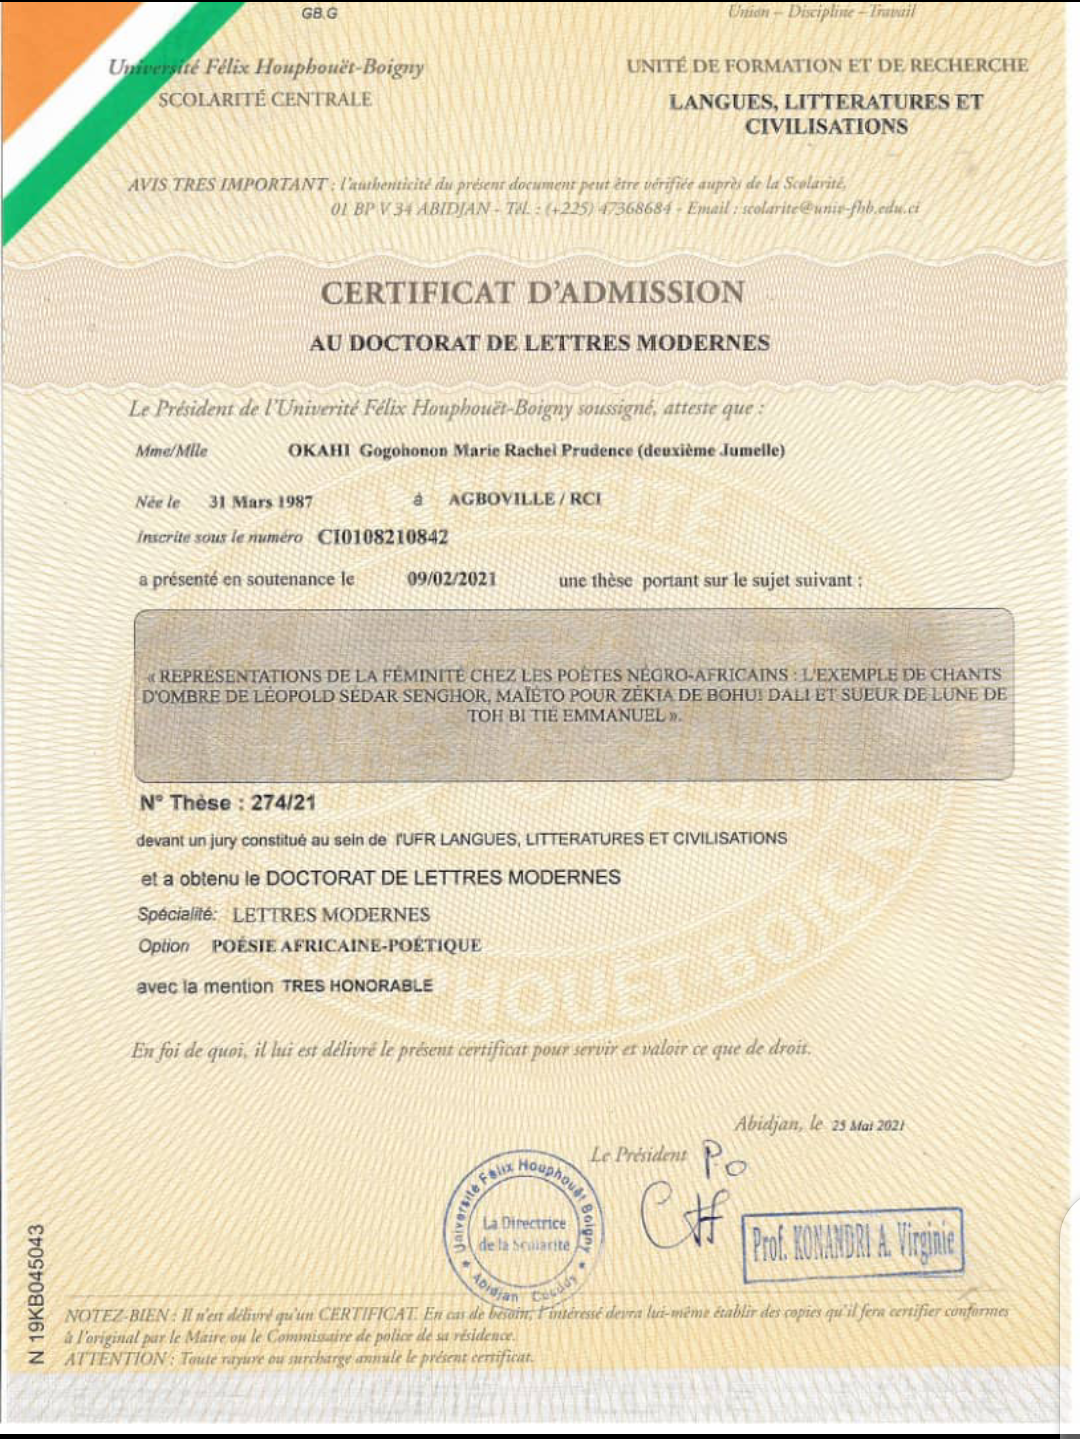 GB.G
Union – Discipline – Travail
Université Félix Houphouët-Boigny
SCOLARITÉ CENTRALE
UNITÉ DE FORMATION ET DE RECHERCHE
LANGUES, LITTERATURES ET
CIVILISATIONS
AVIS TRES IMPORTANT : l'authenticité du présent document peut être vérifiée auprès de la Scolarité,
01 BP V 34 ABIDJAN - Tél. : (+225) 47368684 - Email : scolarite@univ-fhb.edu.ci
CERTIFICAT D'ADMISSION
AU DOCTORAT DE LETTRES MODERNES
Le Président de l'Univerité Félix Houphouët-Boigny soussigné, atteste que :
Mme/Mlle OKAHI Gogohonon Marie Rachel Prudence (deuxième Jumelle)
Née le 31 Mars 1987 à AGBOVILLE / RCI
Inscrite sous le numéro CI0108210842
a présenté en soutenance le 09/02/2021 une thèse portant sur le sujet suivant :
« REPRÉSENTATIONS DE LA FÉMINITÉ CHEZ LES POÈTES NÉGRO-AFRICAINS : L'EXEMPLE DE CHANTS
D'OMBRE DE LÉOPOLD SÉDAR SENGHOR, MAÏÉTO POUR ZÉKIA DE BOHUI DALI ET SUEUR DE LUNE DE
TOH BI TIÉ EMMANUEL ».
N° Thèse : 274/21
devant un jury constitué au sein de l'UFR LANGUES, LITTERATURES ET CIVILISATIONS
et a obtenu le DOCTORAT DE LETTRES MODERNES
Spécialité: LETTRES MODERNES
Option POÉSIE AFRICAINE-POÉTIQUE
avec la mention TRES HONORABLE
HOUET BOIGN
En foi de quoi, il lui est délivré le présent certificat pour servir et valoir ce que de droit.
Abidjan, le 25 Mai 2021
Le Président Po
Université Félix Houphouët Boigny
La Directrice
de la Scolarité
* Abidjan Cocody *
Prof. KONANDRI A. Virginie
N 19KB045043
NOTEZ-BIEN : Il n'est délivré qu'un CERTIFICAT. En cas de besoin, l'intéressé devra lui-même établir des copies qu'il fera certifier conformes
à l'original par le Maire ou le Commissaire de police de sa résidence.
ATTENTION : Toute rayure ou surcharge annule le présent certificat.